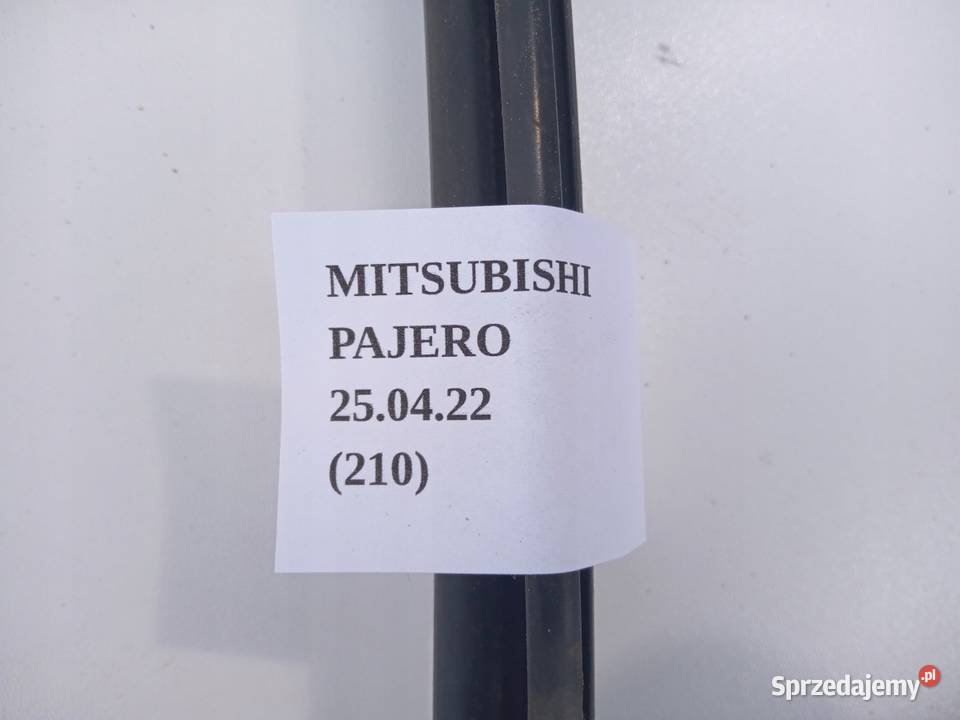 MITSUBISHI
PAJERO
25.04.22
(210)
Sprzedajemy.pl